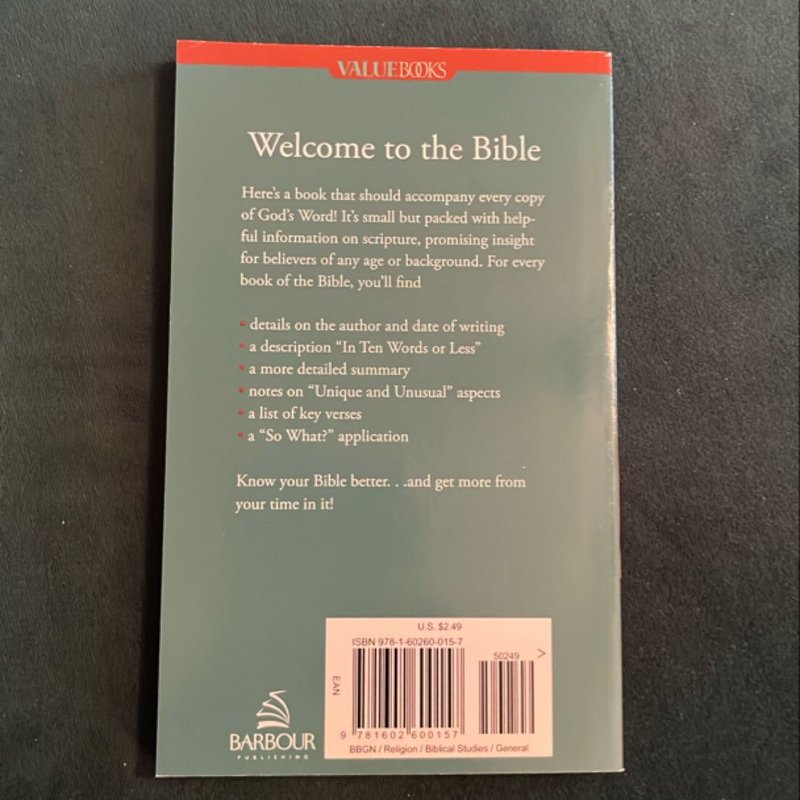 VALUEBOOKS
Welcome to the Bible
Here's a book that should accompany every copy
of God's Word! It's small but packed with help-
ful information on scripture, promising insight
for believers of any age or background. For every
book of the Bible, you'll find
• details on the author and date of writing
• a description "In Ten Words or Less"
• a more detailed summary
• notes on "Unique and Unusual" aspects
• a list of key verses
• a "So What?" application
Know your Bible better. . .and get more from
your time in it!
U.S. $2.49
ISBN 978-1-60260-015-7
50249 >
EAN
9 781602 600157
BBGN / Religion / Biblical Studies / General
BARBOUR
PUBLISHING